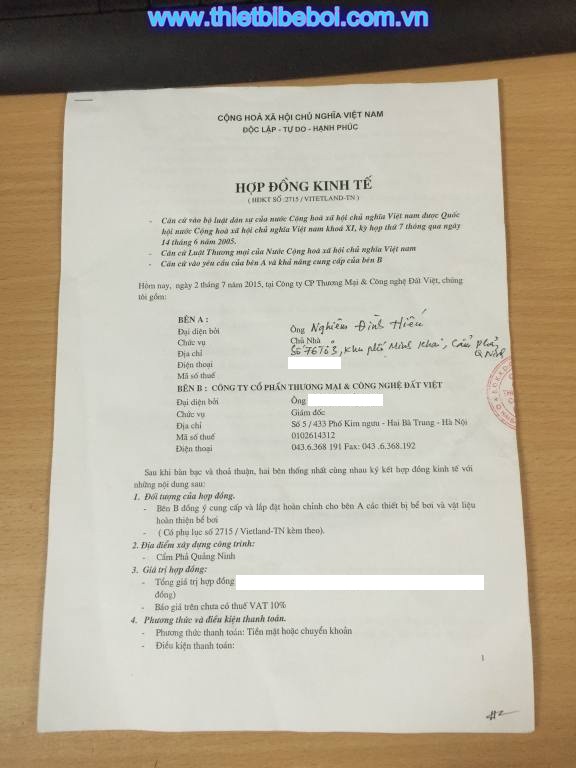 www.thietbibeboi.com.vn
CỘNG HOÀ XÃ HỘI CHỦ NGHĨA VIỆT NAM
ĐỘC LẬP - TỰ DO - HẠNH PHÚC
HỢP ĐỒNG KINH TẾ
( HĐKT SỐ :2715 / VITETLAND-TN )
- Căn cứ vào bộ luật dân sự của nước Cộng hoà xã hội chủ nghĩa Việt nam được Quốc
hội nước Cộng hoà xã hội chủ nghĩa Việt nam khoá XI, kỳ họp thứ 7 thông qua ngày
14 tháng 6 năm 2005.
- Căn cứ Luật Thương mại của Nước Cộng hoà xã hội chủ nghĩa Việt nam
- Căn cứ vào yêu cầu của bên A và khả năng cung cấp của bên B
Hôm nay, ngày 2 tháng 7 năm 2015, tại Công ty CP Thương Mại & Công nghệ Đất Việt, chúng
tôi gồm:
BÊN A :
Đại diện bởi Ông Nghiêm Đình Hiếu
Chức vụ Chủ Nhà
Địa chỉ Số 76 Tổ 3, Khu phố Minh Khai, Cẩm Phả, Q Ninh
Điện thoại
Mã số thuế
BÊN B : CÔNG TY CỔ PHẦN THƯƠNG MẠI & CÔNG NGHỆ ĐẤT VIỆT
Đại diện bởi Ông
Chức vụ Giám đốc
Địa chỉ Số 5 / 433 Phố Kim ngưu - Hai Bà Trung - Hà Nội
Mã số thuế 0102614312
Điện thoại 043.6.368 191 Fax: 043 .6.368.192
Sau khi bàn bạc và thoả thuận, hai bên thống nhất cùng nhau ký kết hợp đồng kinh tế với
những nội dung sau:
1. Đối tượng của hợp đồng.
- Bên B đồng ý cung cấp và lắp đặt hoàn chỉnh cho bên A các thiết bị bể bơi và vật liệu
hoàn thiện bể bơi
- ( Có phụ lục số 2715 / Vietland-TN kèm theo).
2. Địa điểm xây dựng công trình:
- Cẩm Phả Quảng Ninh
3. Giá trị hợp đồng:
- Tổng giá trị hợp đồng
đồng)
- Báo giá trên chưa có thuế VAT 10%
4. Phương thức và điều kiện thanh toán.
- Phương thức thanh toán: Tiền mặt hoặc chuyển khoản
- Điều kiện thanh toán:
1